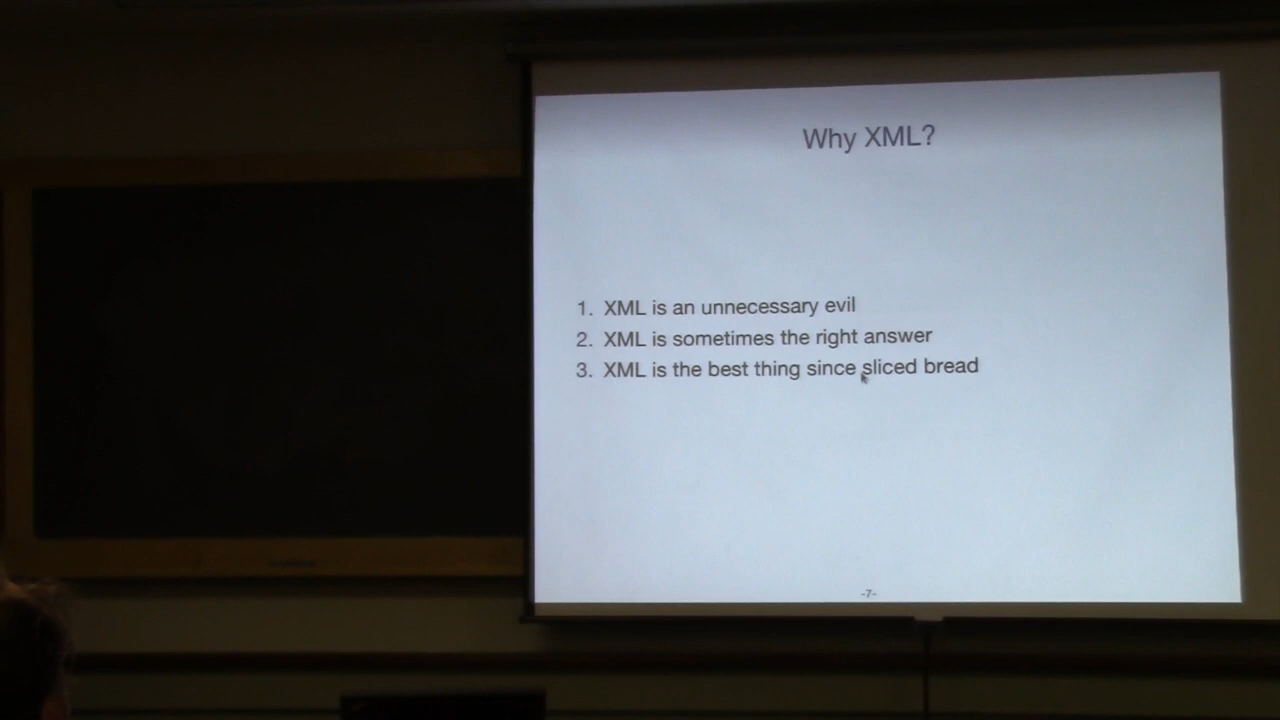 Why XML?
1. XML is an unnecessary evil
2. XML is sometimes the right answer
3. XML is the best thing since sliced bread
-7-